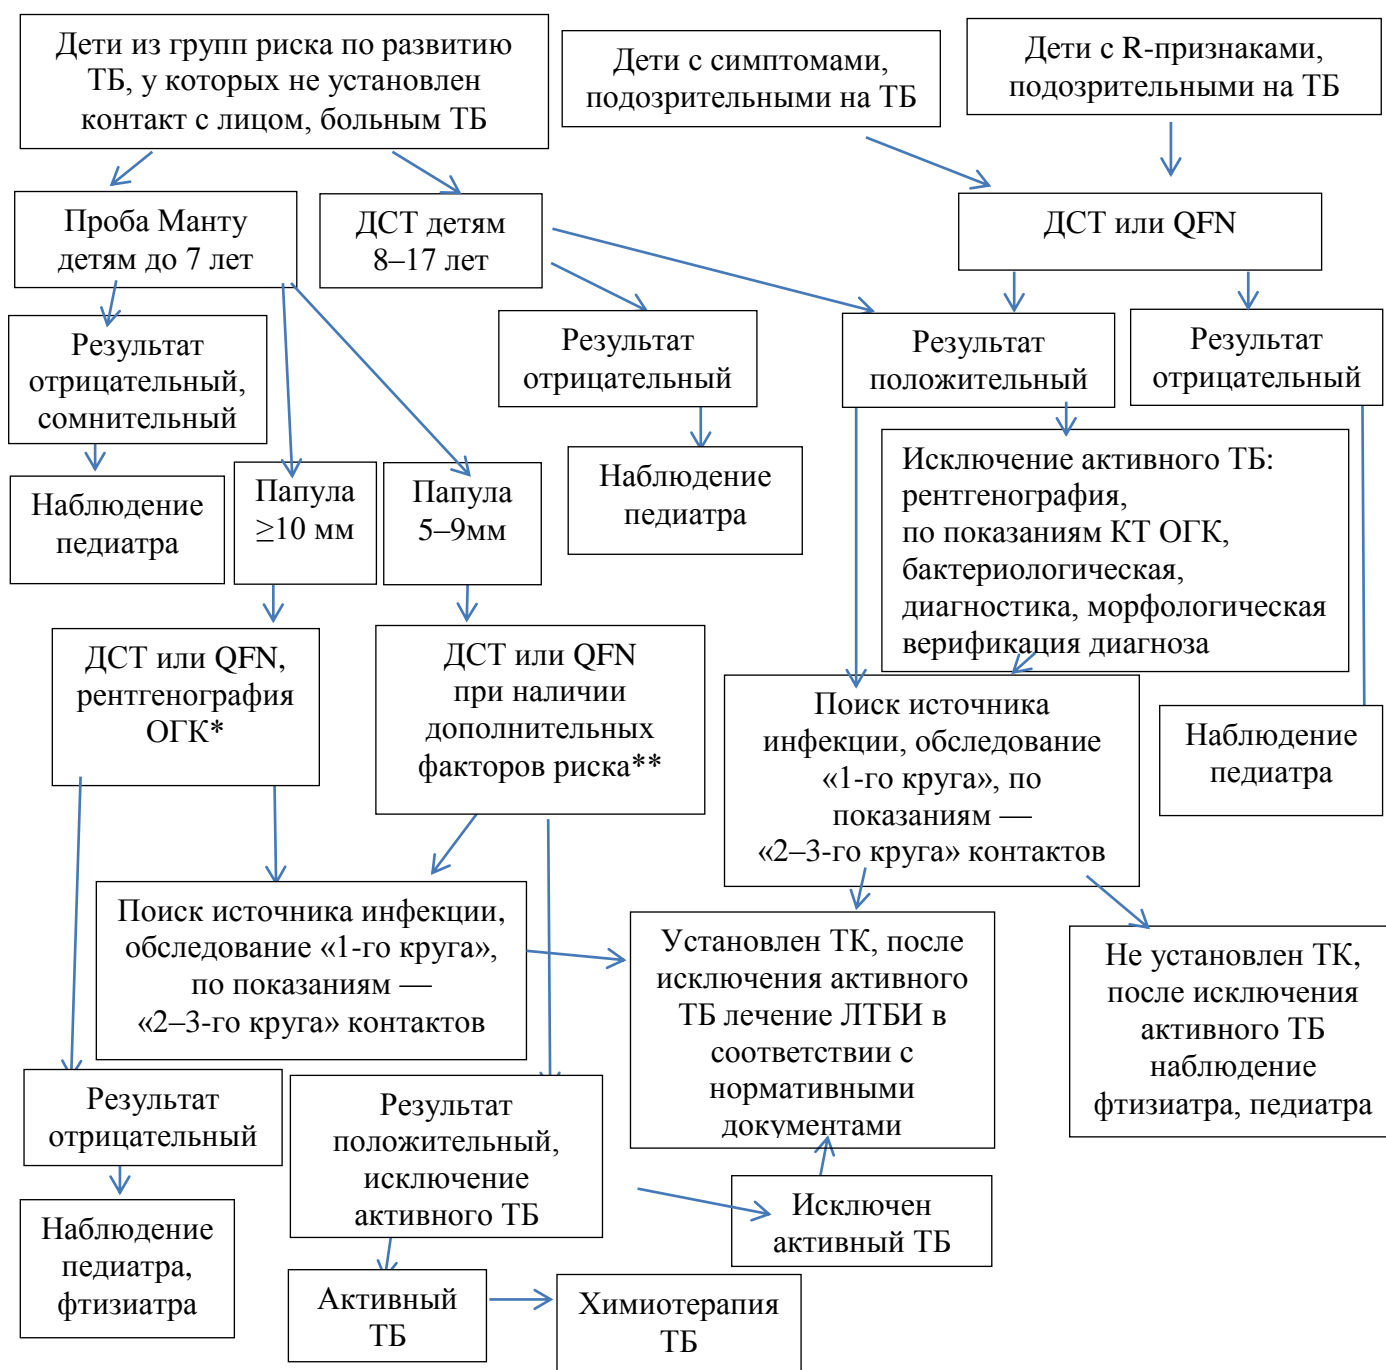 Дети из групп риска по развитию
ТБ, у которых не установлен
контакт с лицом, больным ТБ
Дети с симптомами,
подозрительными на ТБ
Дети с R-признаками,
подозрительными на ТБ
Проба Манту
детям до 7 лет
ДСТ детям
8–17 лет
ДСТ или QFN
Результат
отрицательный,
сомнительный
Результат
отрицательный
Результат
положительный
Результат
отрицательный
Наблюдение
педиатра
Папула
≥10 мм
Папула
5–9мм
Наблюдение
педиатра
Исключение активного ТБ:
рентгенография,
по показаниям КТ ОГК,
бактериологическая,
диагностика, морфологическая
верификация диагноза
ДСТ или QFN,
рентгенография
ОГК*
ДСТ или QFN
при наличии
дополнительных
факторов риска**
Поиск источника
инфекции, обследование
«1-го круга», по
показаниям —
«2–3-го круга» контактов
Наблюдение
педиатра
Поиск источника инфекции,
обследование «1-го круга»,
по показаниям —
«2–3-го круга» контактов
Установлен ТК, после
исключения активного
ТБ лечение ЛТБИ в
соответствии с
нормативными
документами
Не установлен ТК,
после исключения
активного ТБ
наблюдение
фтизиатра, педиатра
Результат
отрицательный
Результат
положительный,
исключение
активного ТБ
Исключен
активный ТБ
Наблюдение
педиатра,
фтизиатра
Активный
ТБ
Химиотерапия
ТБ